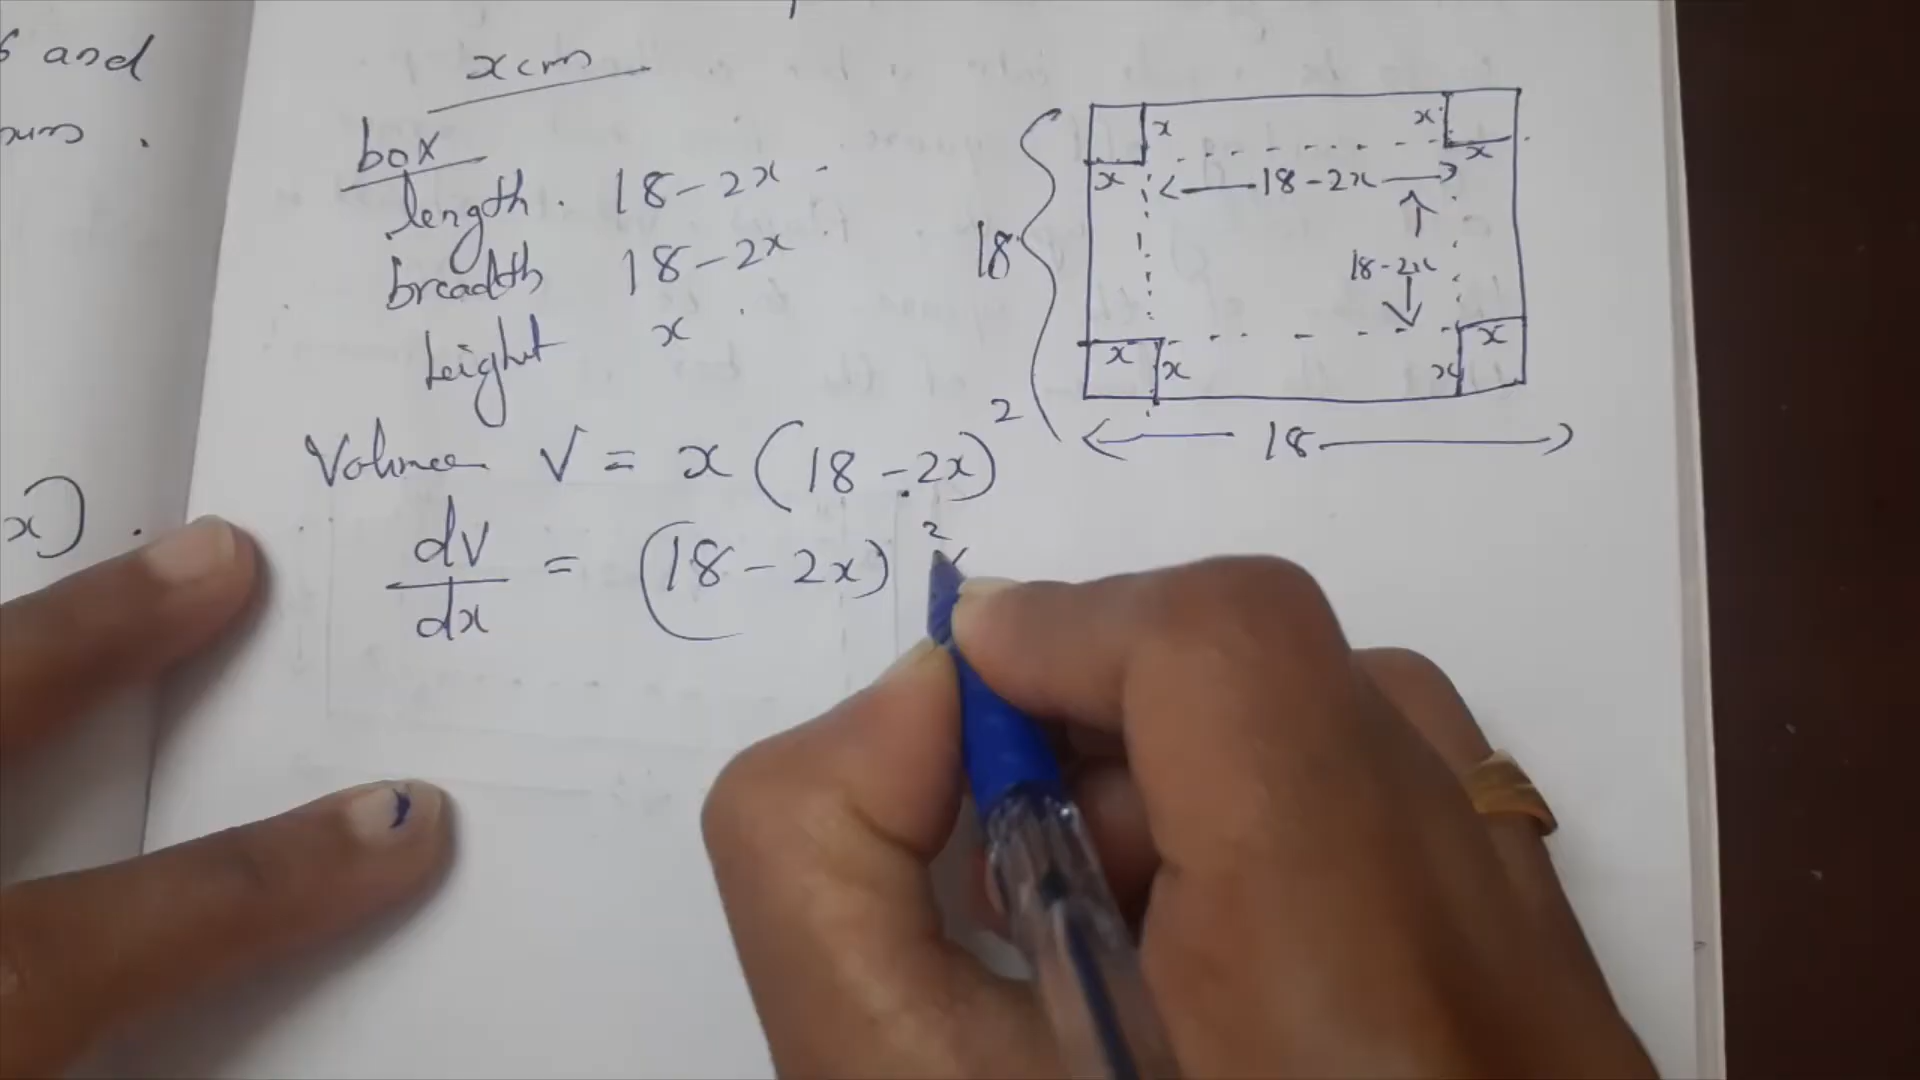 and
x cm
box
length . 18 - 2x
breadth 18 - 2x
height x
Volume V = x (18 - 2x)²
dV/dx = (18 - 2x)²
x)
x x
x x
18 - 2x
18
18 - 2x
x x
x x
18